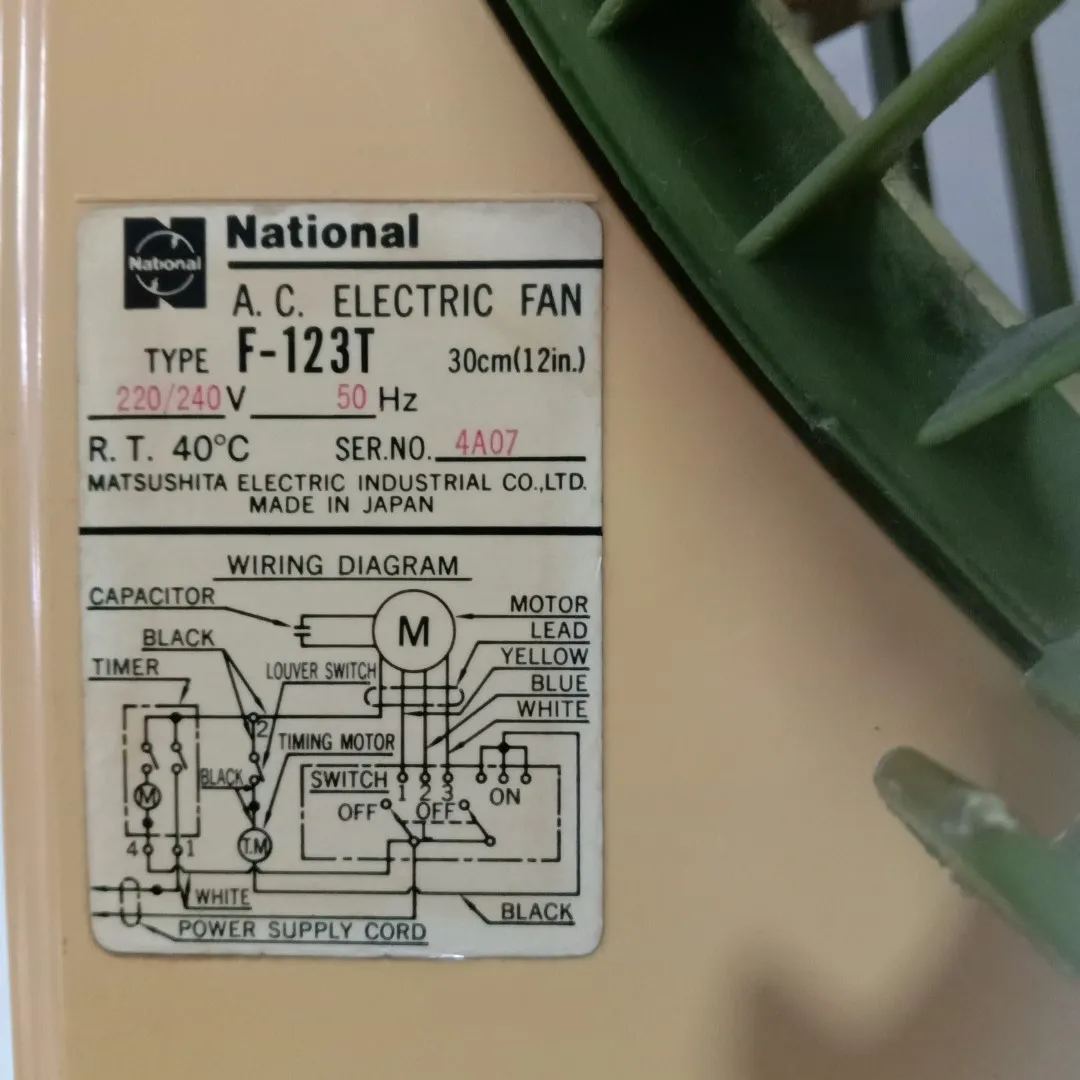 National
National
A.C. ELECTRIC FAN
TYPE F-123T 30cm(12in.)
220/240 V 50 Hz
R.T. 40°C SER.NO. 4A07
MATSUSHITA ELECTRIC INDUSTRIAL CO.,LTD.
MADE IN JAPAN
WIRING DIAGRAM
CAPACITOR
M
MOTOR
BLACK
LEAD
TIMER
LOUVER SWITCH
YELLOW
BLUE
WHITE
2
TIMING MOTOR
BLACK
SWITCH
1 2 3
ON
OFF
OFF
M
T.M
4 1
WHITE
BLACK
POWER SUPPLY CORD